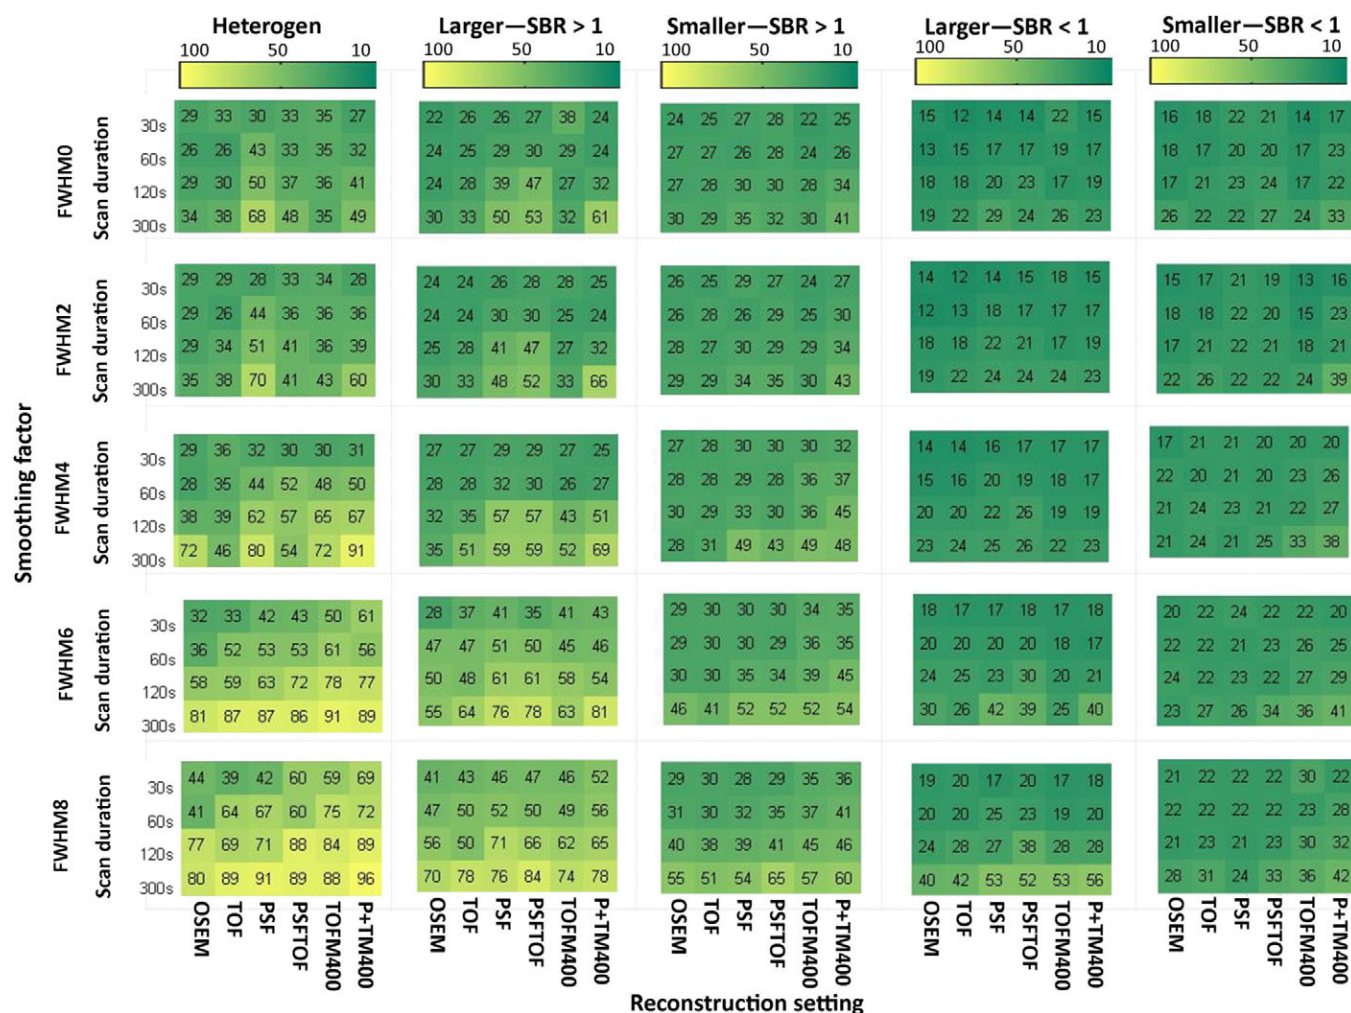 Heterogen Larger—SBR > 1 Smaller—SBR > 1 Larger—SBR < 1 Smaller—SBR < 1
100 50 10 100 50 10 100 50 10 100 50 10 100 50 10
Smoothing factor
FWHM0
Scan duration
30s 29 33 30 33 35 27 22 26 26 27 38 24 24 25 27 28 22 25 15 12 14 14 22 15 16 18 22 21 14 17
60s 26 26 43 33 35 32 24 25 29 30 29 24 27 27 26 28 24 26 13 15 17 17 19 17 18 17 20 20 17 23
120s 29 30 50 37 36 41 24 28 39 47 27 32 27 28 30 30 28 34 18 18 20 23 17 19 17 21 23 24 17 22
300s 34 38 68 48 35 49 30 33 50 53 32 61 30 29 35 32 30 41 19 22 29 24 26 23 26 22 22 27 24 33
FWHM2
Scan duration
30s 29 29 28 33 34 28 24 24 26 28 28 25 26 25 29 27 24 27 14 12 14 15 18 15 15 17 21 19 13 16
60s 29 26 44 36 36 36 24 24 30 30 25 24 26 28 26 29 25 30 12 13 18 17 17 17 18 18 22 20 15 23
120s 29 34 51 41 36 39 25 28 41 47 27 32 28 27 30 29 29 34 18 18 22 21 17 19 17 21 22 21 18 21
300s 35 38 70 41 43 60 30 33 48 52 33 66 29 29 34 35 30 43 19 22 24 24 24 23 22 26 22 22 24 39
FWHM4
Scan duration
30s 29 36 32 30 30 31 27 27 29 29 27 25 27 28 30 30 30 32 14 14 16 17 17 17 17 21 21 20 20 20
60s 28 35 44 52 48 50 28 28 32 30 26 27 28 28 29 28 36 37 15 16 20 19 18 17 22 20 21 20 23 26
120s 38 39 62 57 65 67 32 35 57 57 43 51 30 29 33 30 36 45 20 20 22 26 19 19 21 24 23 21 22 27
300s 72 46 80 54 72 91 35 51 59 59 52 69 28 31 49 43 49 48 23 24 25 26 22 23 21 24 21 25 33 38
FWHM6
Scan duration
30s 32 33 42 43 50 61 28 37 41 35 41 43 29 30 30 30 34 35 18 17 17 18 17 18 20 22 24 22 22 20
60s 36 52 53 53 61 56 47 47 51 50 45 46 29 30 30 29 36 35 20 20 20 20 18 17 22 22 21 23 26 25
120s 58 59 63 72 78 77 50 48 61 61 58 54 30 30 35 34 39 45 24 25 23 30 20 21 24 22 23 22 27 29
300s 81 87 87 86 91 89 55 64 76 78 63 81 46 41 52 52 52 54 30 26 42 39 25 40 23 27 26 34 36 41
FWHM8
Scan duration
30s 44 39 42 60 59 69 41 43 46 47 46 52 29 30 28 29 35 36 19 20 17 20 17 18 21 22 22 22 30 22
60s 41 64 67 60 75 72 47 50 52 50 49 56 31 30 32 35 37 41 20 20 25 23 19 20 22 22 22 22 23 28
120s 77 69 71 88 84 89 56 50 71 66 62 65 40 38 39 41 45 46 24 28 27 38 28 28 21 23 21 23 30 32
300s 80 89 91 89 88 96 70 78 76 84 74 78 55 51 54 65 57 60 40 42 53 52 53 56 28 31 24 33 36 42
OSEM TOF PSF PSFTOF TOFM400 P+TM400 OSEM TOF PSF PSFTOF TOFM400 P+TM400 OSEM TOF PSF PSFTOF TOFM400 P+TM400 OSEM TOF PSF PSFTOF TOFM400 P+TM400 OSEM TOF PSF PSFTOF TOFM400 P+TM400
Reconstruction setting